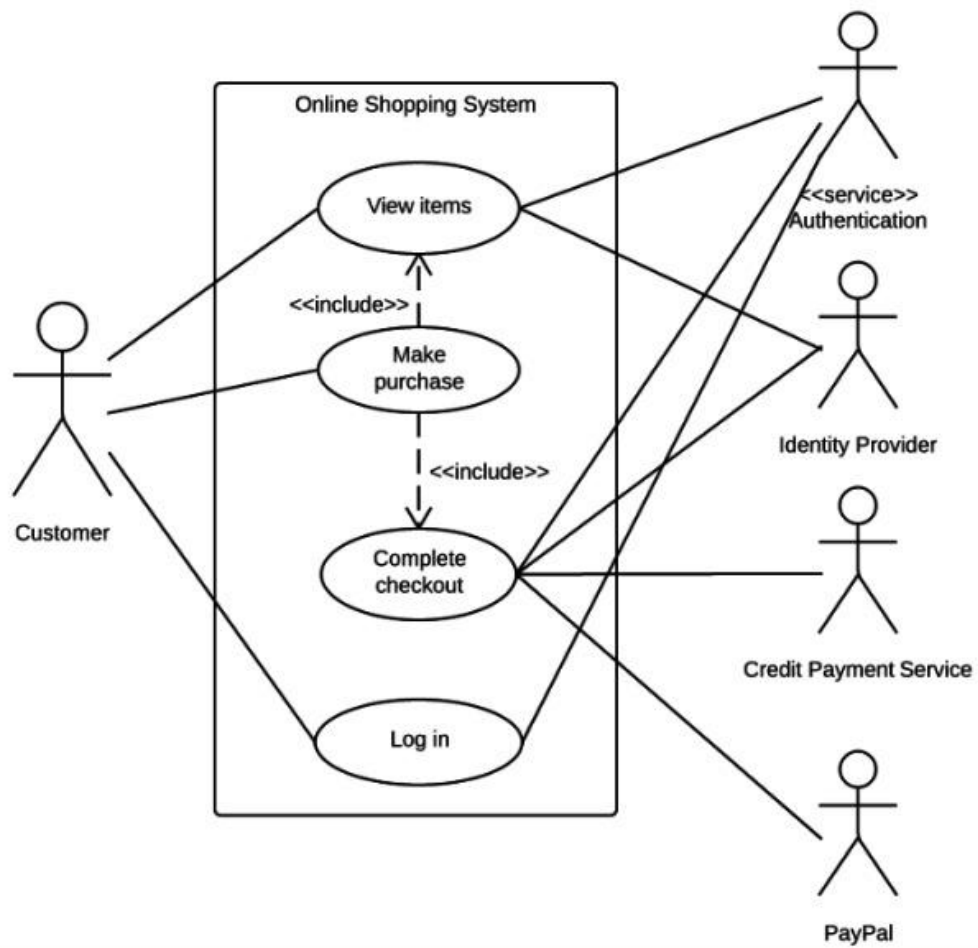 Online Shopping System
View items
<<include>>
Make
purchase
<<include>>
Complete
checkout
Log in
Customer
<<service>>
Authentication
Identity Provider
Credit Payment Service
PayPal